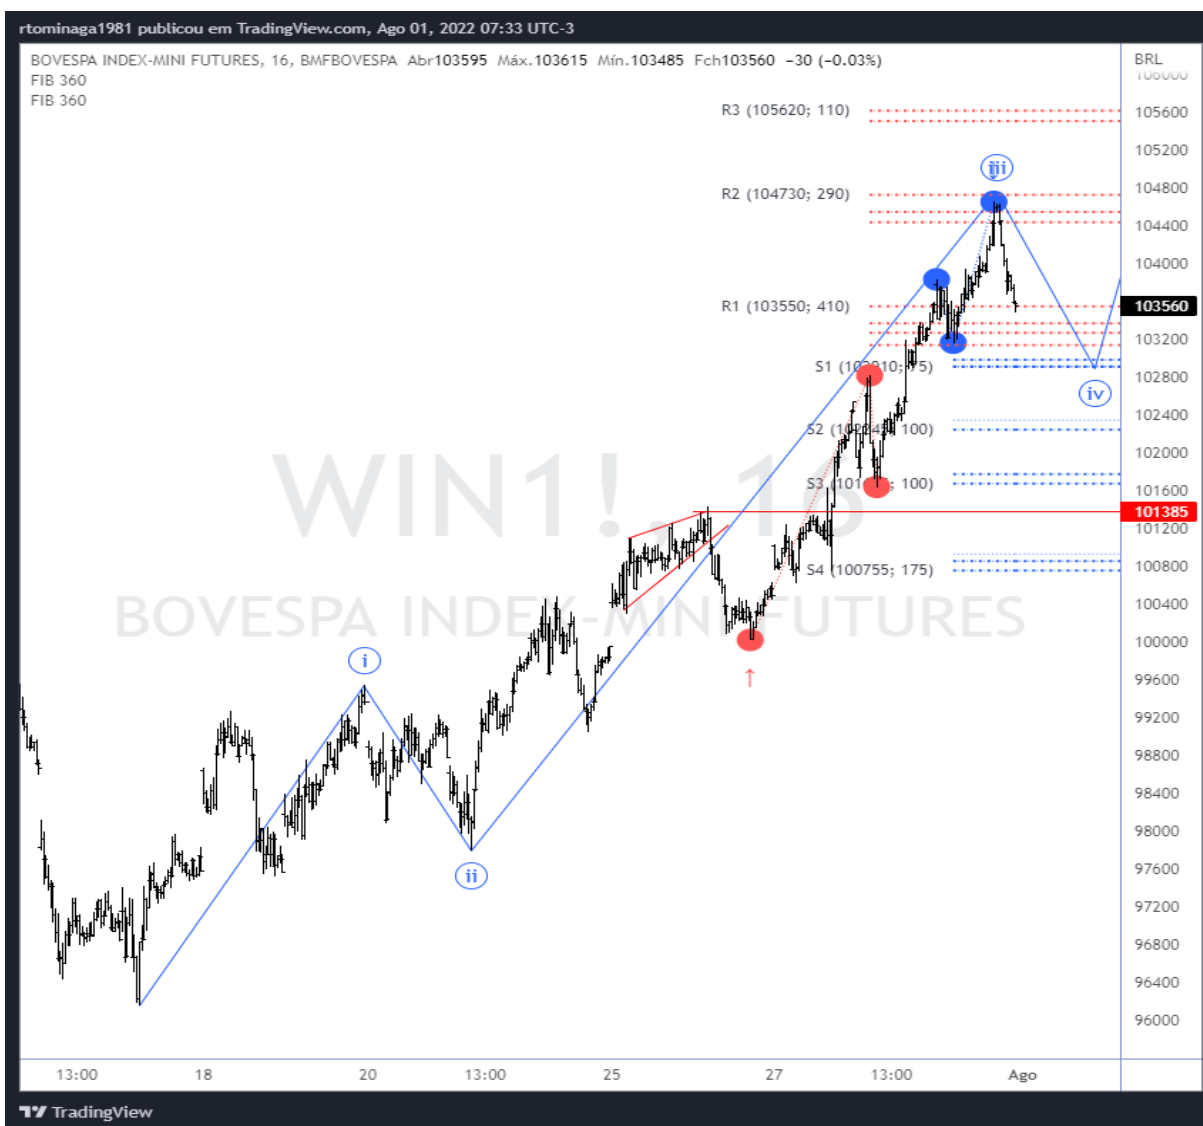 rtominaga1981 publicou em TradingView.com, Ago 01, 2022 07:33 UTC-3
BOVESPA INDEX-MINI FUTURES, 16, BMFBOVESPA Abr103595 Máx.103615 Mín.103485 Fch103560 −30 (−0.03%)
FIB 360
FIB 360
BRL
106000
105600
105200
104800
104400
104000
103560
103200
102800
102400
102000
101600
101385
101200
100800
100400
100000
99600
99200
98800
98400
98000
97600
97200
96800
96400
96000
R3 (105620; 110)
R2 (104730; 290)
R1 (103550; 410)
S1 75)
S2 100)
S3 100)
S4 (100755; 175)
iv
i
ii
WIN1!, 16
BOVESPA INDEX-MINI FUTURES
13:00 18 20 13:00 25 27 13:00 Ago
TradingView